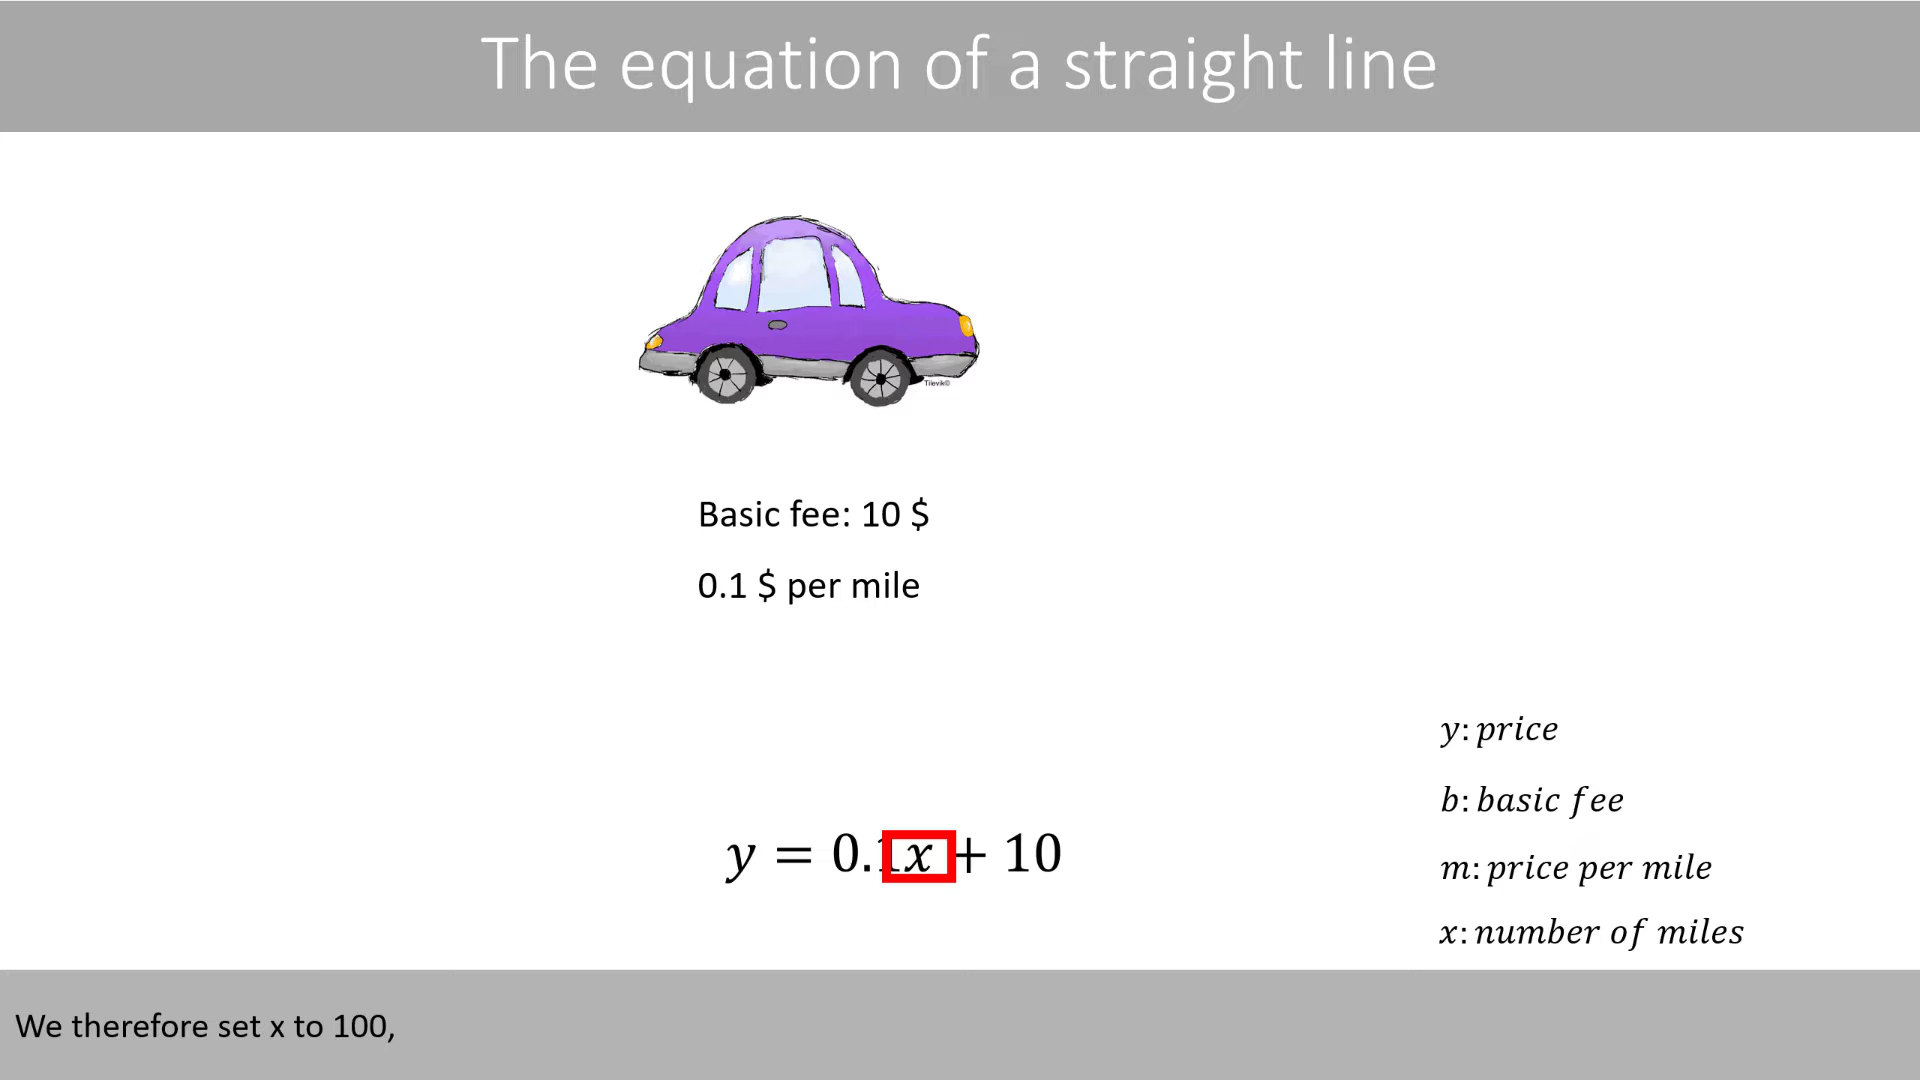 The equation of a straight line
Tilevik©
Basic fee: 10 $
0.1 $ per mile
y: price
b: basic fee
m: price per mile
x: number of miles
y = 0.1x + 10
We therefore set x to 100,